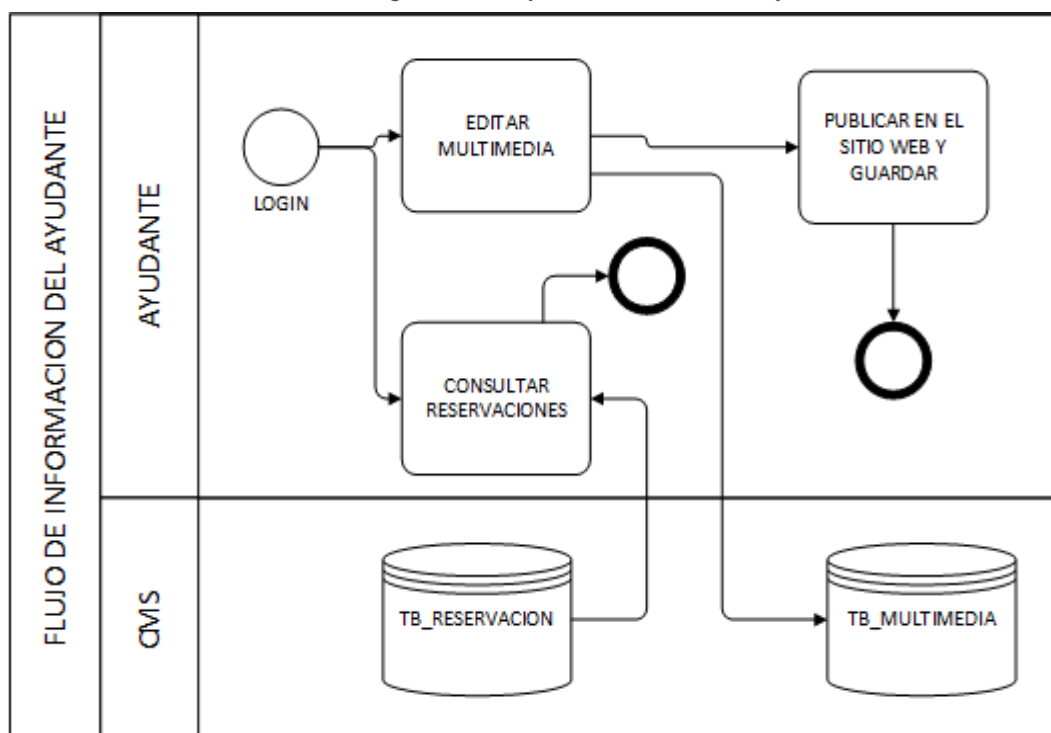 FLUJO DE INFORMACION DEL AYUDANTE
AYUDANTE
LOGIN
EDITAR
MULTIMEDIA
PUBLICAR EN EL
SITIO WEB Y
GUARDAR
CONSULTAR
RESERVACIONES
CMS
TB_RESERVACION
TB_MULTIMEDIA